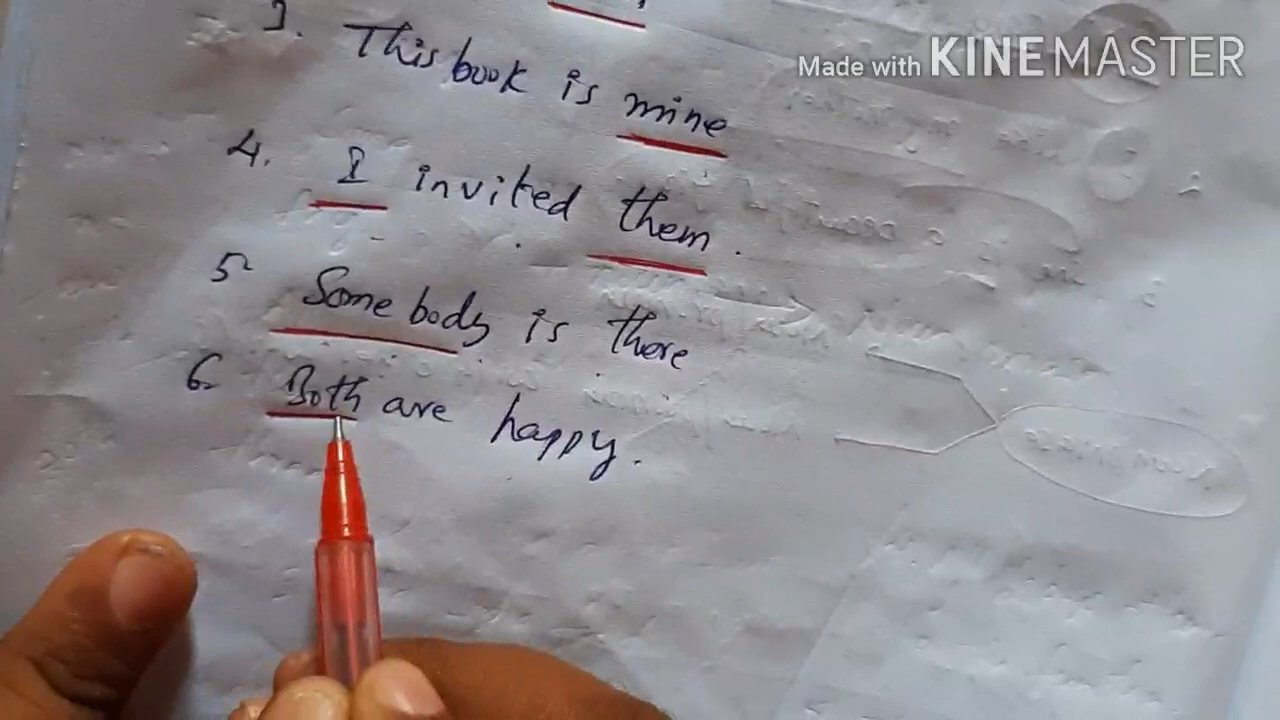 Made with KINEMASTER
3. This book is mine
4. I invited them.
5 Some body is there
6. Both are happy.